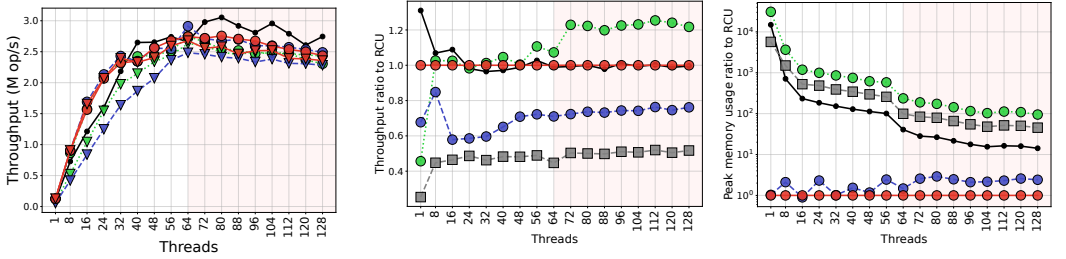 Throughput (M op/s)
3.0
2.5
2.0
1.5
1.0
0.5
0.0
1 8 16 24 32 40 48 56 64 72 80 88 96 104 112 120 128
Threads
Throughput ratio to RCU
1.2
1.0
0.8
0.6
0.4
1 8 16 24 32 40 48 56 64 72 80 88 96 104 112 120 128
Threads
Peak memory usage ratio to RCU
10⁴
10³
10²
10¹
10⁰
1 8 16 24 32 40 48 56 64 72 80 88 96 104 112 120 128
Threads